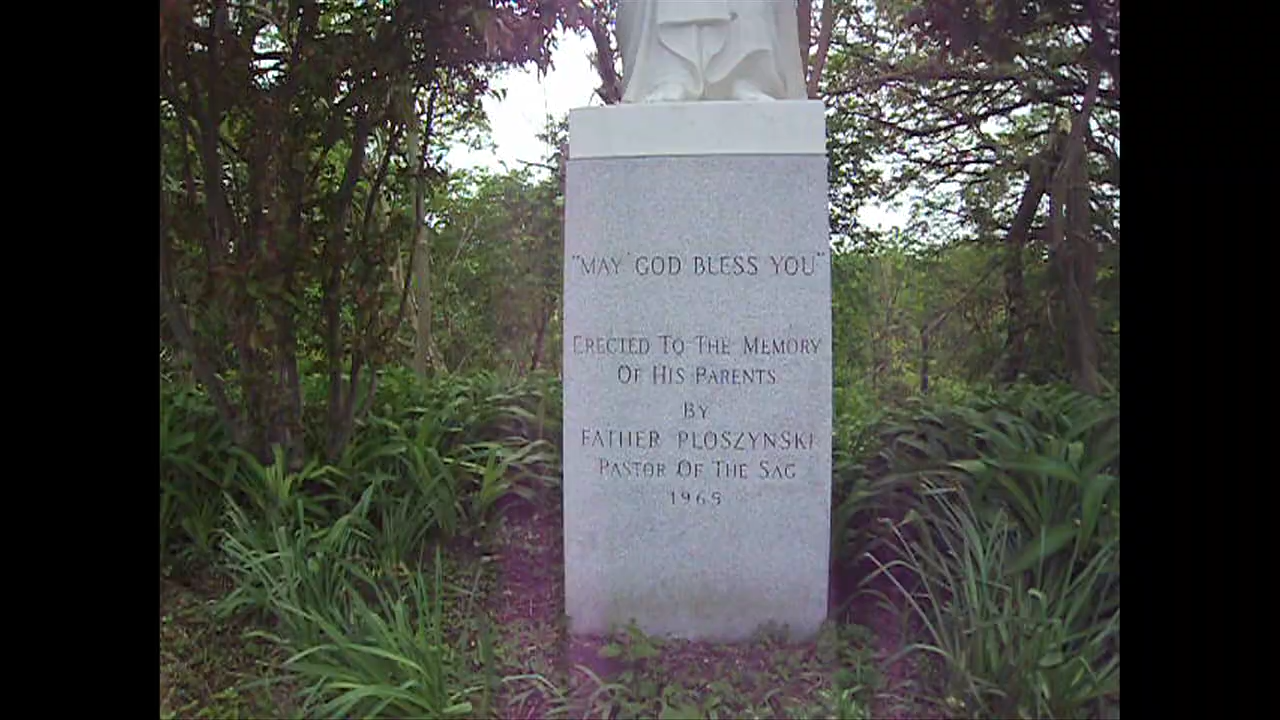 "MAY GOD BLESS YOU"
ERECTED TO THE MEMORY
OF HIS PARENTS
BY
FATHER PLOSZYNSKI
PASTOR OF THE SAG
1965